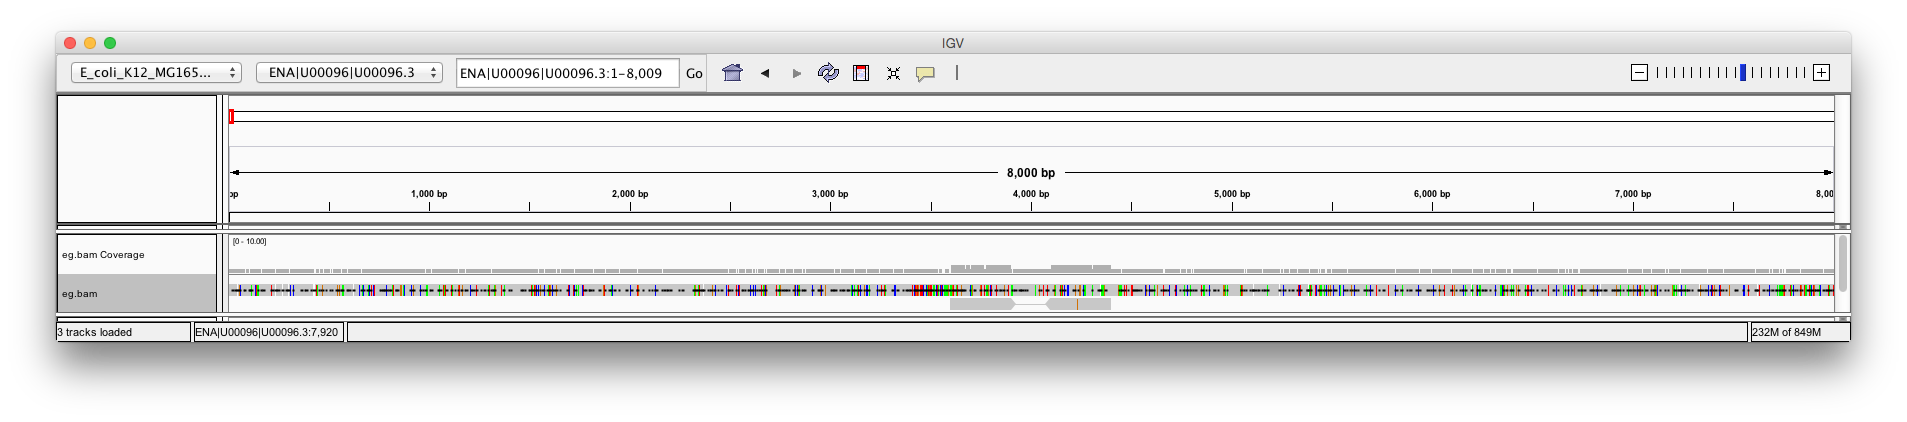 IGV
E_coli_K12_MG165... ENA|U00096|U00096.3 ENA|U00096|U00096.3:1-8,009 Go
8,000 bp
bp 1,000 bp 2,000 bp 3,000 bp 4,000 bp 5,000 bp 6,000 bp 7,000 bp 8,00
[0 - 10.00]
eg.bam Coverage
eg.bam
3 tracks loaded ENA|U00096|U00096.3:7,920 232M of 849M